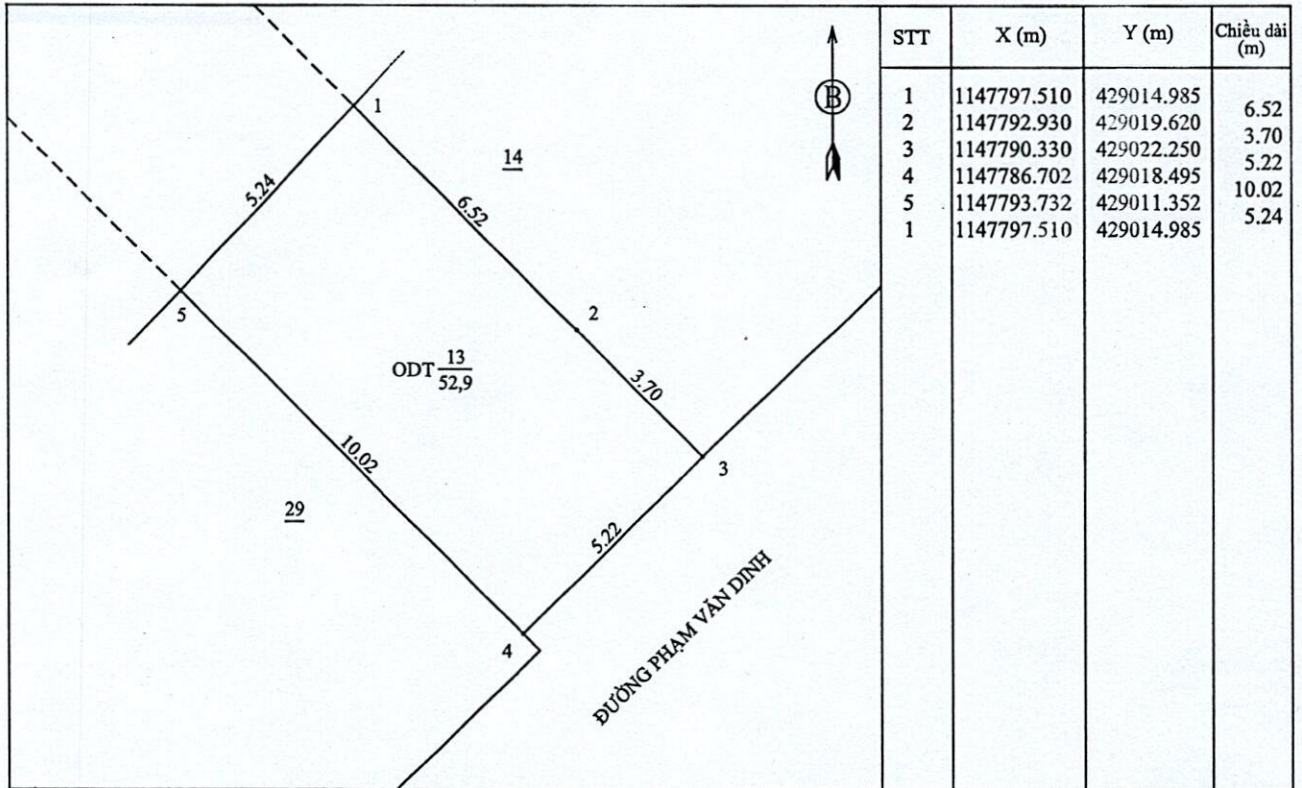 STT X (m) Y (m) Chiều dài (m)
1 1147797.510 429014.985
6.52
2 1147792.930 429019.620
3.70
3 1147790.330 429022.250
5.22
4 1147786.702 429018.495
10.02
5 1147793.732 429011.352
5.24
1 1147797.510 429014.985
B
1
14
5.24
6.52
5
2
ODT 13
52,9
3.70
10.02
3
29
5.22
4
ĐƯỜNG PHẠM VĂN DINH